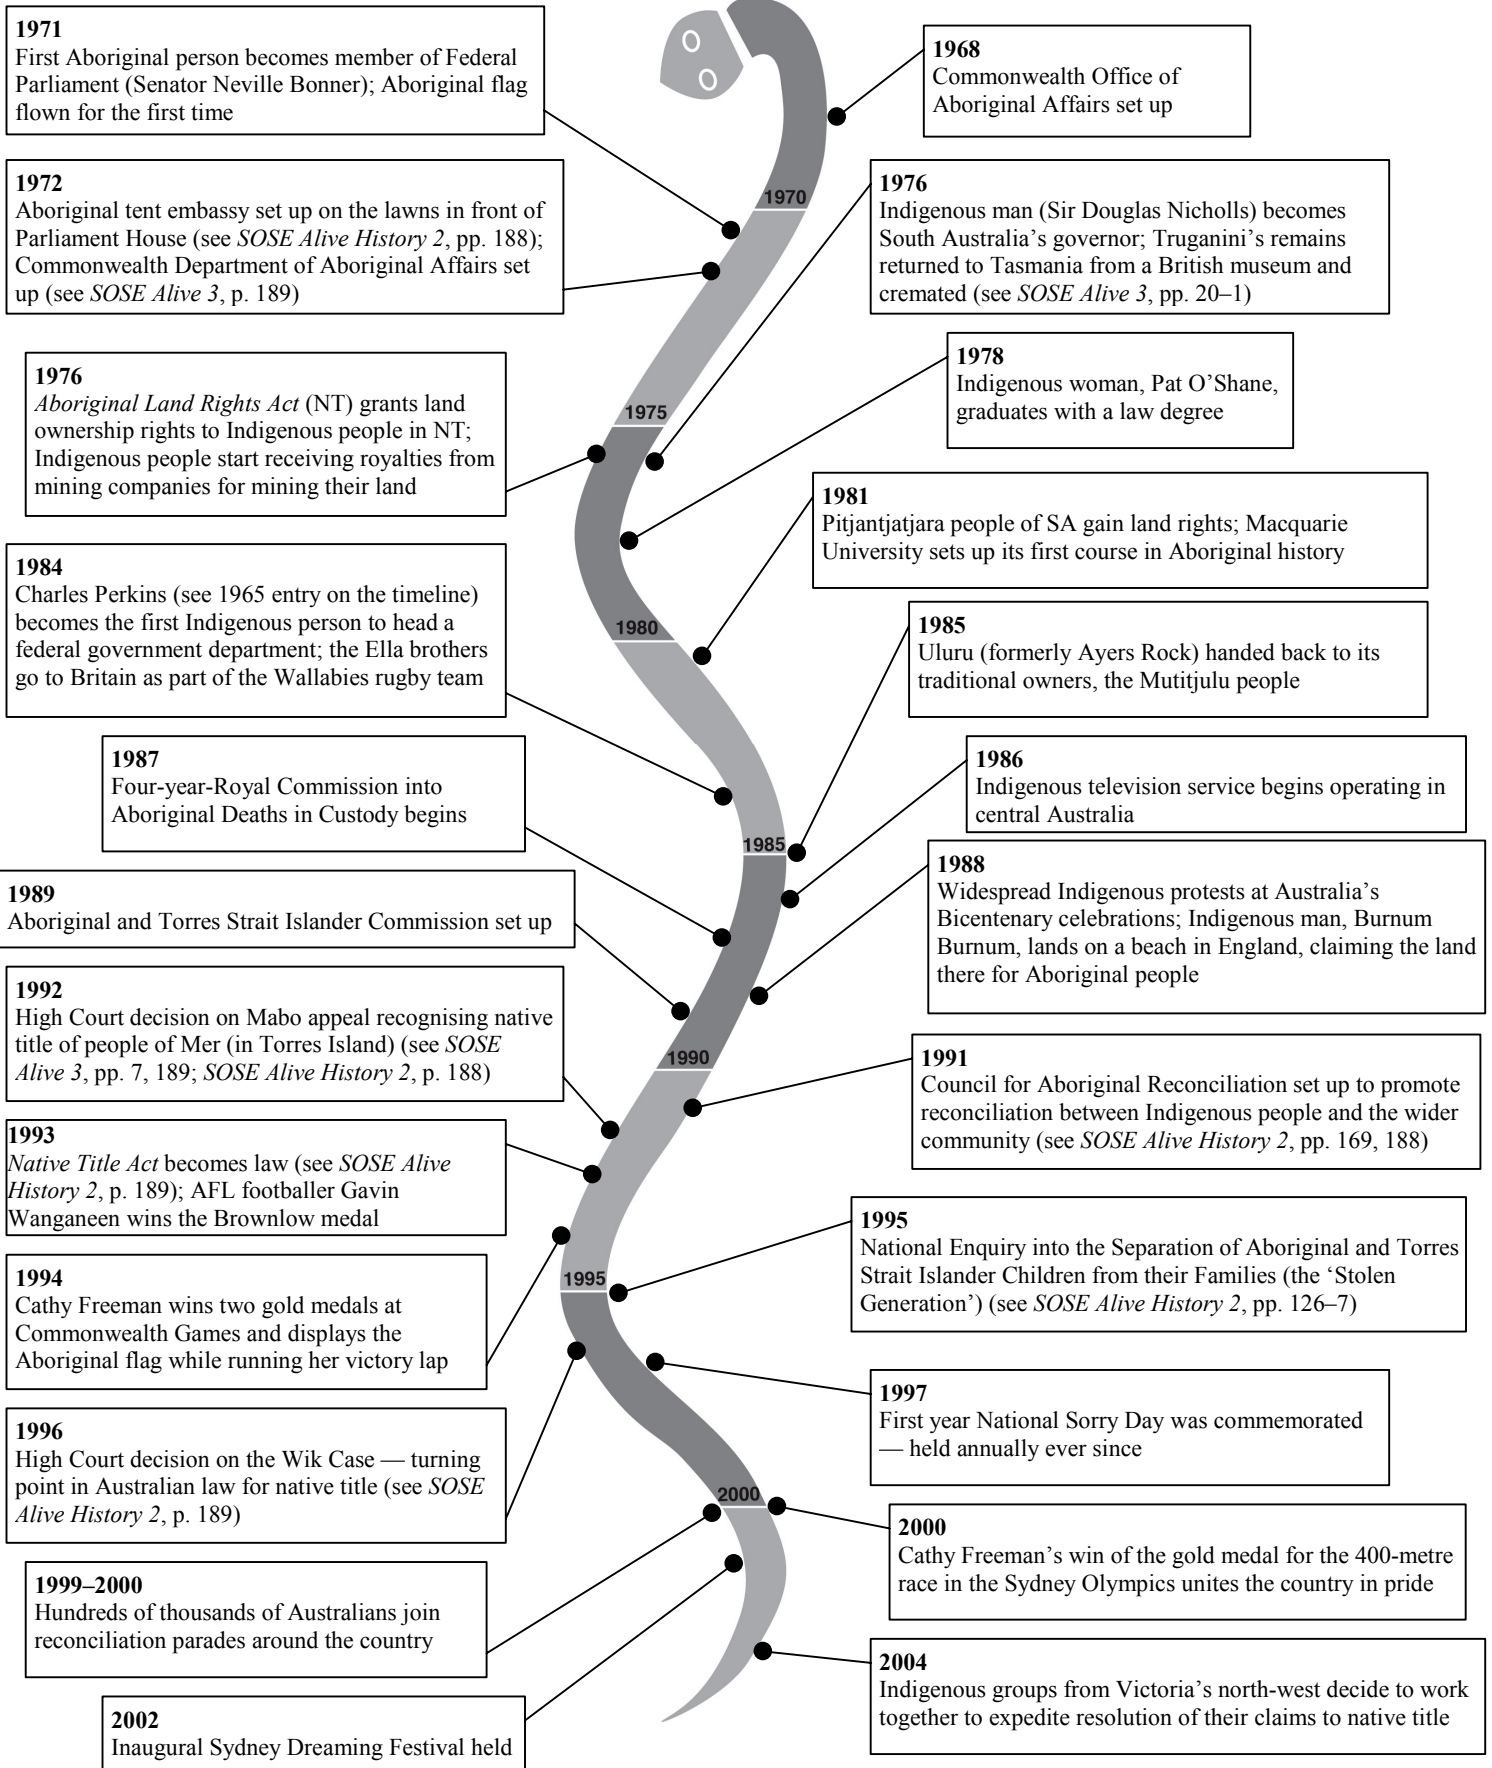 1971
First Aboriginal person becomes member of Federal
Parliament (Senator Neville Bonner); Aboriginal flag
flown for the first time
1968
Commonwealth Office of
Aboriginal Affairs set up
1972
Aboriginal tent embassy set up on the lawns in front of
Parliament House (see SOSE Alive History 2, pp. 188);
Commonwealth Department of Aboriginal Affairs set
up (see SOSE Alive 3, p. 189)
1970
1976
Indigenous man (Sir Douglas Nicholls) becomes
South Australia’s governor; Truganini’s remains
returned to Tasmania from a British museum and
cremated (see SOSE Alive 3, pp. 20–1)
1976
Aboriginal Land Rights Act (NT) grants land
ownership rights to Indigenous people in NT;
Indigenous people start receiving royalties from
mining companies for mining their land
1975
1978
Indigenous woman, Pat O’Shane,
graduates with a law degree
1981
Pitjantjatjara people of SA gain land rights; Macquarie
University sets up its first course in Aboriginal history
1984
Charles Perkins (see 1965 entry on the timeline)
becomes the first Indigenous person to head a
federal government department; the Ella brothers
go to Britain as part of the Wallabies rugby team
1980
1985
Uluru (formerly Ayers Rock) handed back to its
traditional owners, the Mutitjulu people
1987
Four-year-Royal Commission into
Aboriginal Deaths in Custody begins
1986
Indigenous television service begins operating in
central Australia
1985
1989
Aboriginal and Torres Strait Islander Commission set up
1988
Widespread Indigenous protests at Australia’s
Bicentenary celebrations; Indigenous man, Burnum
Burnum, lands on a beach in England, claiming the land
there for Aboriginal people
1992
High Court decision on Mabo appeal recognising native
title of people of Mer (in Torres Island) (see SOSE
Alive 3, pp. 7, 189; SOSE Alive History 2, p. 188)
1990
1991
Council for Aboriginal Reconciliation set up to promote
reconciliation between Indigenous people and the wider
community (see SOSE Alive History 2, pp. 169, 188)
1993
Native Title Act becomes law (see SOSE Alive
History 2, p. 189); AFL footballer Gavin
Wanganeen wins the Brownlow medal
1995
National Enquiry into the Separation of Aboriginal and Torres
Strait Islander Children from their Families (the ‘Stolen
Generation’) (see SOSE Alive History 2, pp. 126–7)
1994
Cathy Freeman wins two gold medals at
Commonwealth Games and displays the
Aboriginal flag while running her victory lap
1995
1997
First year National Sorry Day was commemorated
— held annually ever since
1996
High Court decision on the Wik Case — turning
point in Australian law for native title (see SOSE
Alive History 2, p. 189)
2000
2000
Cathy Freeman’s win of the gold medal for the 400-metre
race in the Sydney Olympics unites the country in pride
1999–2000
Hundreds of thousands of Australians join
reconciliation parades around the country
2004
Indigenous groups from Victoria’s north-west decide to work
together to expedite resolution of their claims to native title
2002
Inaugural Sydney Dreaming Festival held